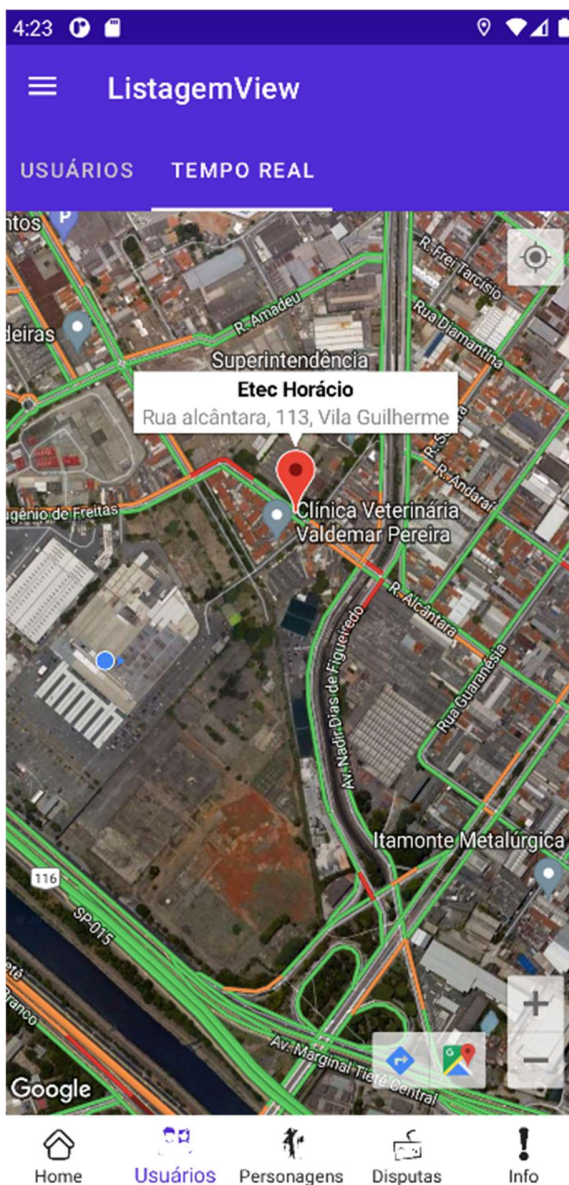 4:23
ListagemView
USUÁRIOS TEMPO REAL
ntos
P
R. Frei Tarcísio
R. Amadeu
Rua Diamantina
deiras
Superintendência
Etec Horácio
Rua alcântara, 113, Vila Guilherme
R. Andaraí
ugênio de Freitas
Clínica Veterinária
Valdemar Pereira
R. Alcântara
Av. Nadir Dias de Figueiredo
Rua Guaranésia
Itamonte Metalúrgica
116
SP-015
Branco
Av. Marginal Tietê Central
+
−
Google
Home Usuários Personagens Disputas Info